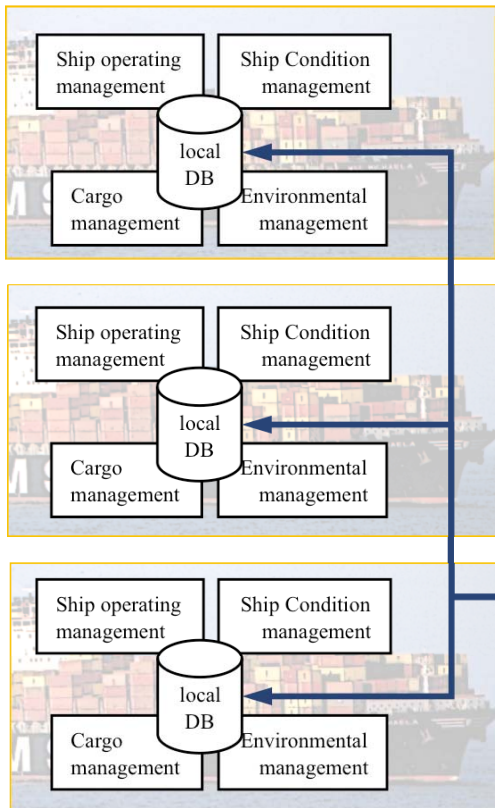 Ship operating
management
Ship Condition
management
local
DB
Cargo
management
Environmental
management
M S
Ship operating
management
Ship Condition
management
local
DB
Cargo
management
Environmental
management
M S
Ship operating
management
Ship Condition
management
local
DB
Cargo
management
Environmental
management
M S